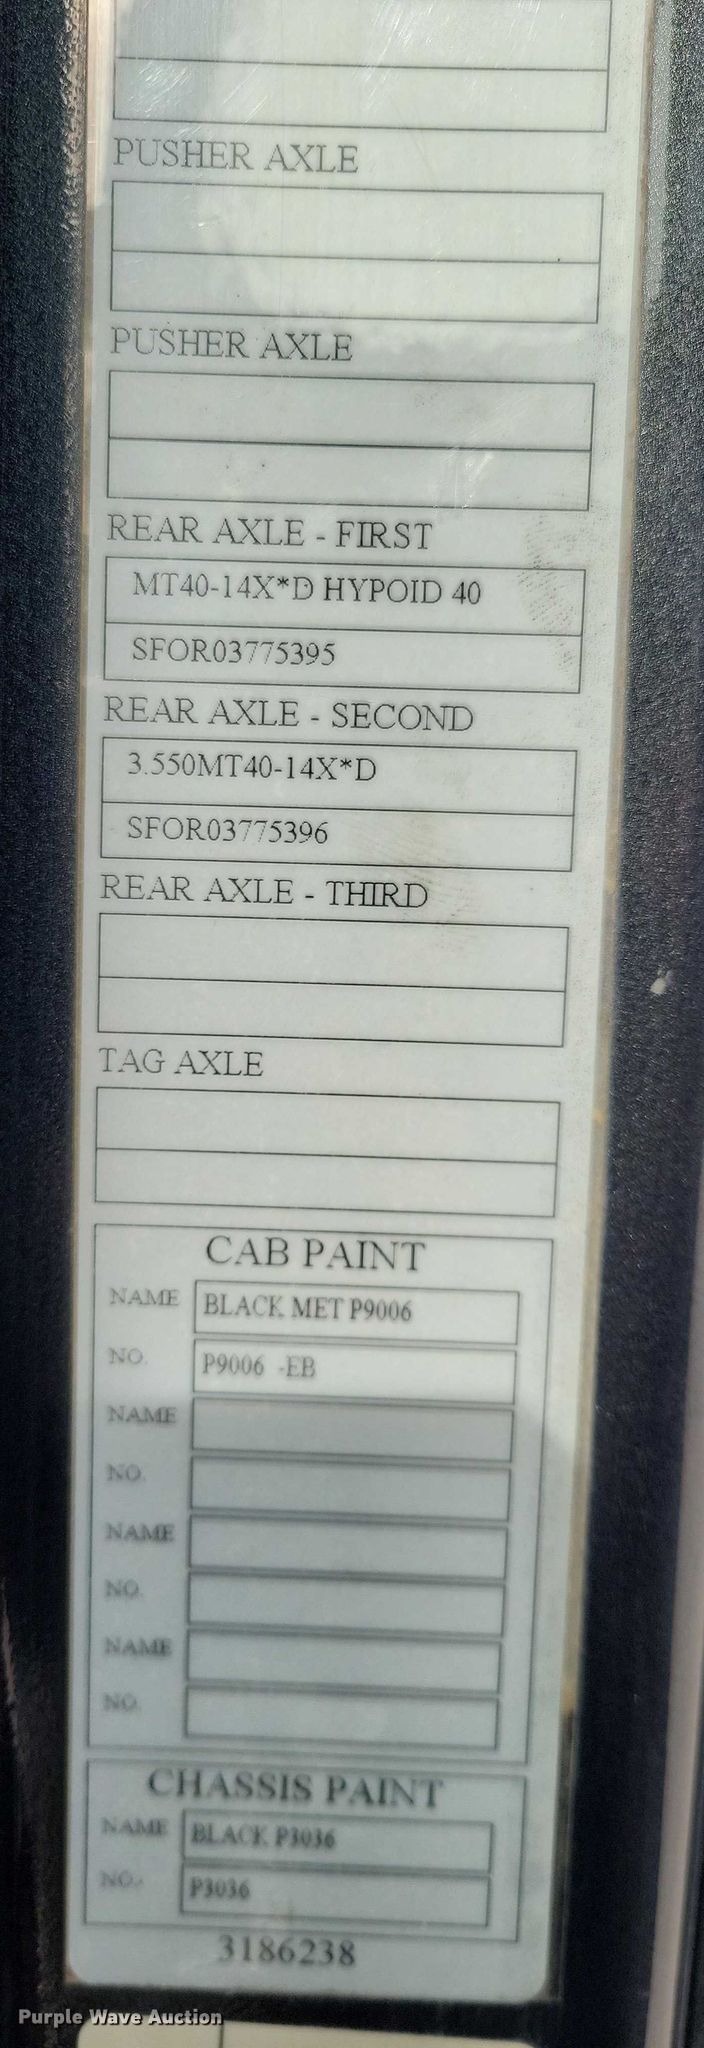 PUSHER AXLE
PUSHER AXLE
REAR AXLE - FIRST
MT40-14X*D HYPOID 40
SFOR03775395
REAR AXLE - SECOND
3.550MT40-14X*D
SFOR03775396
REAR AXLE - THIRD
TAG AXLE
CAB PAINT
NAME BLACK MET P9006
NO. P9006 -EB
NAME
NO.
NAME
NO.
NAME
NO.
CHASSIS PAINT
NAME BLACK P3036
NO. P3036
3186238
Purple Wave Auction